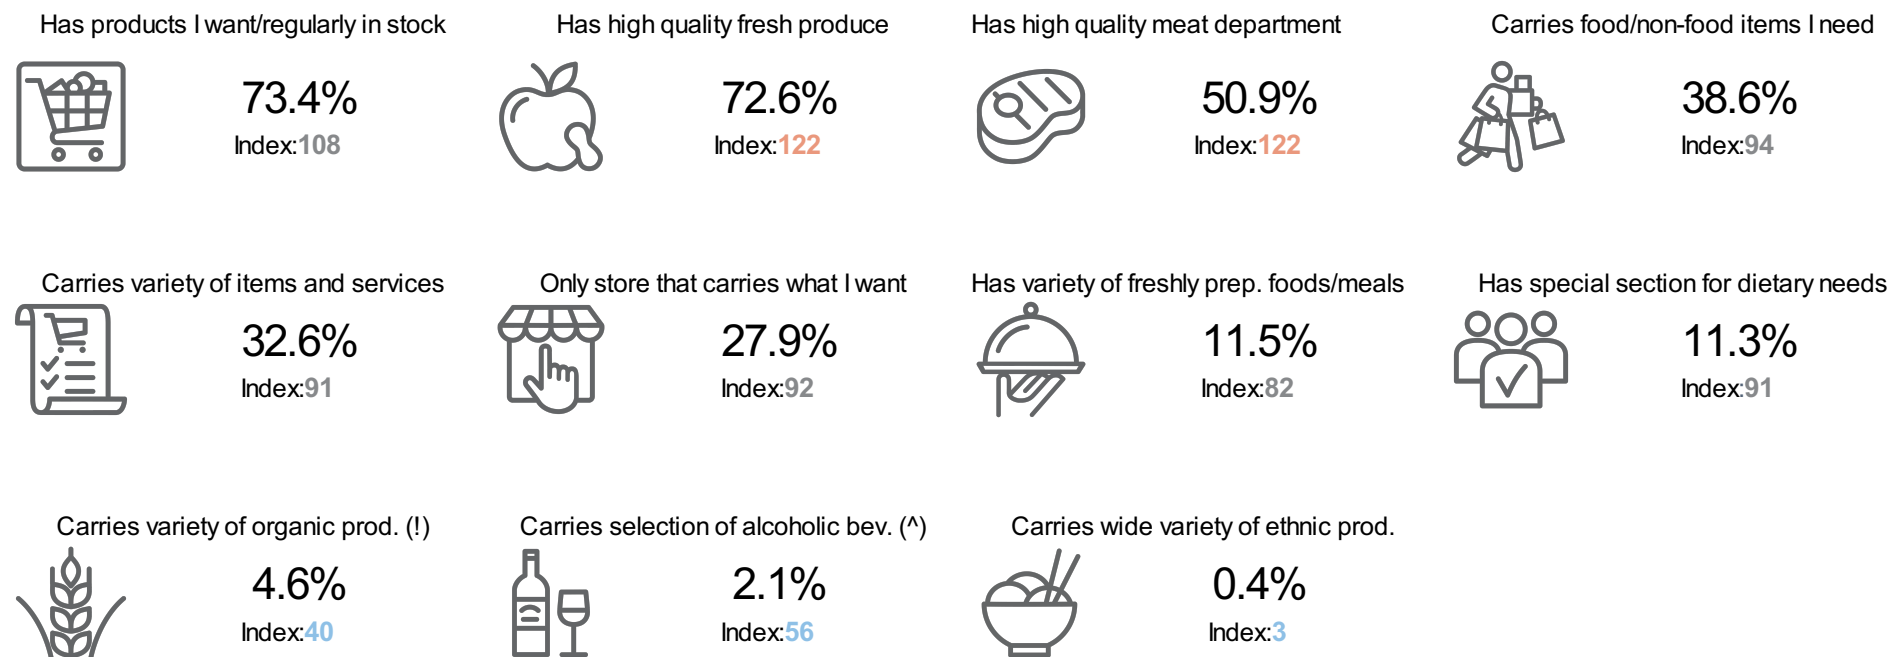 Has products I want/regularly in stock
73.4%
Index:108
Has high quality fresh produce
72.6%
Index:122
Has high quality meat department
50.9%
Index:122
Carries food/non-food items I need
38.6%
Index:94
Carries variety of items and services
32.6%
Index:91
Only store that carries what I want
27.9%
Index:92
Has variety of freshly prep. foods/meals
11.5%
Index:82
Has special section for dietary needs
11.3%
Index:91
Carries variety of organic prod. (!)
4.6%
Index:40
Carries selection of alcoholic bev. (^)
2.1%
Index:56
Carries wide variety of ethnic prod.
0.4%
Index:3